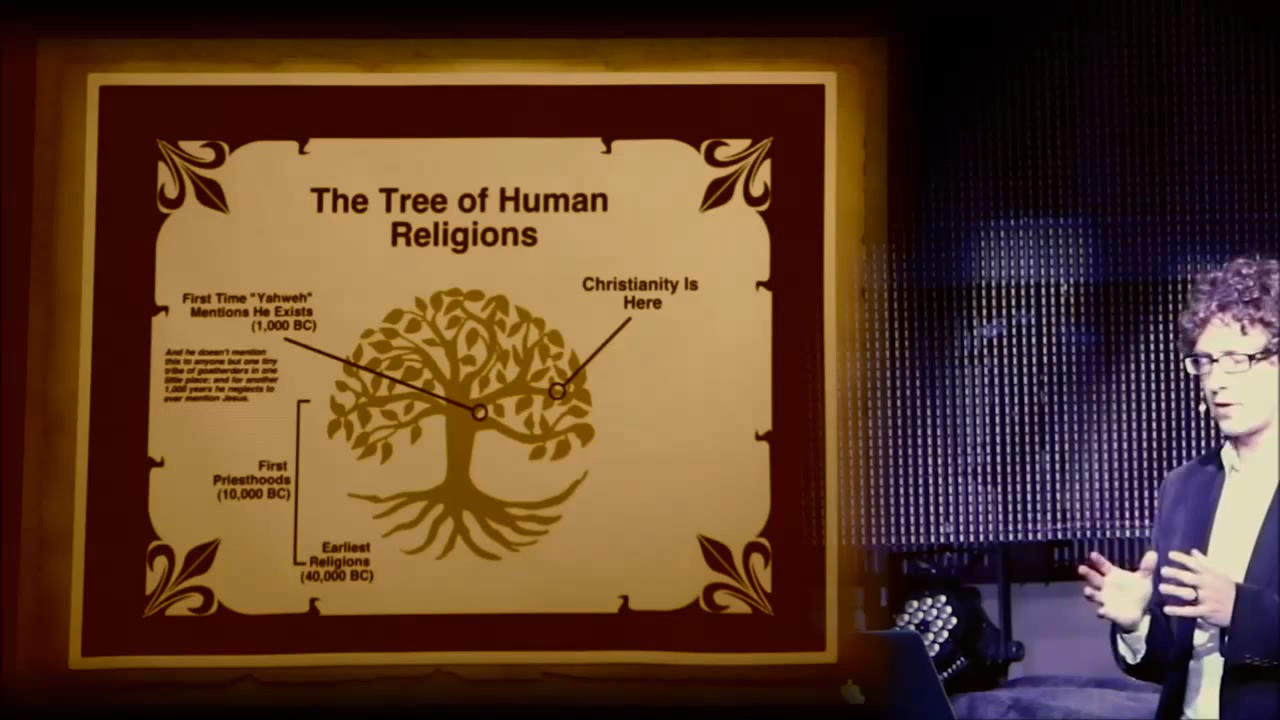 The Tree of Human
Religions
Christianity Is
Here
First Time "Yahweh"
Mentions He Exists
(1,000 BC)
And he doesn't mention
this to anyone but one tiny
tribe of goatherders in one
little place; and for another
1,000 years he neglects to
ever mention Jesus.
First
Priesthoods
(10,000 BC)
Earliest
Religions
(40,000 BC)